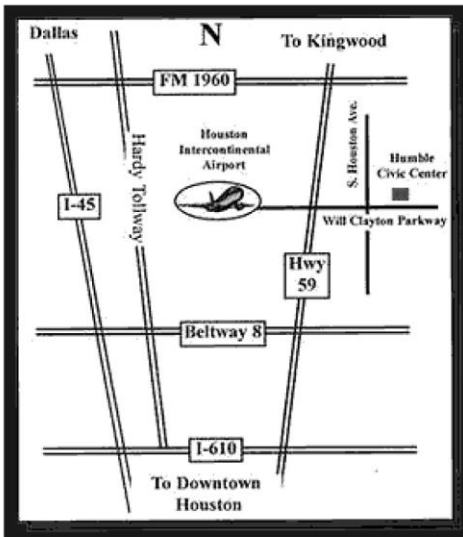 Dallas
N
To Kingwood
FM 1960
Hardy Tollway
Houston
Intercontinental
Airport
S. Houston Ave.
Humble
Civic Center
I-45
Will Clayton Parkway
Hwy
59
Beltway 8
I-610
To Downtown
Houston